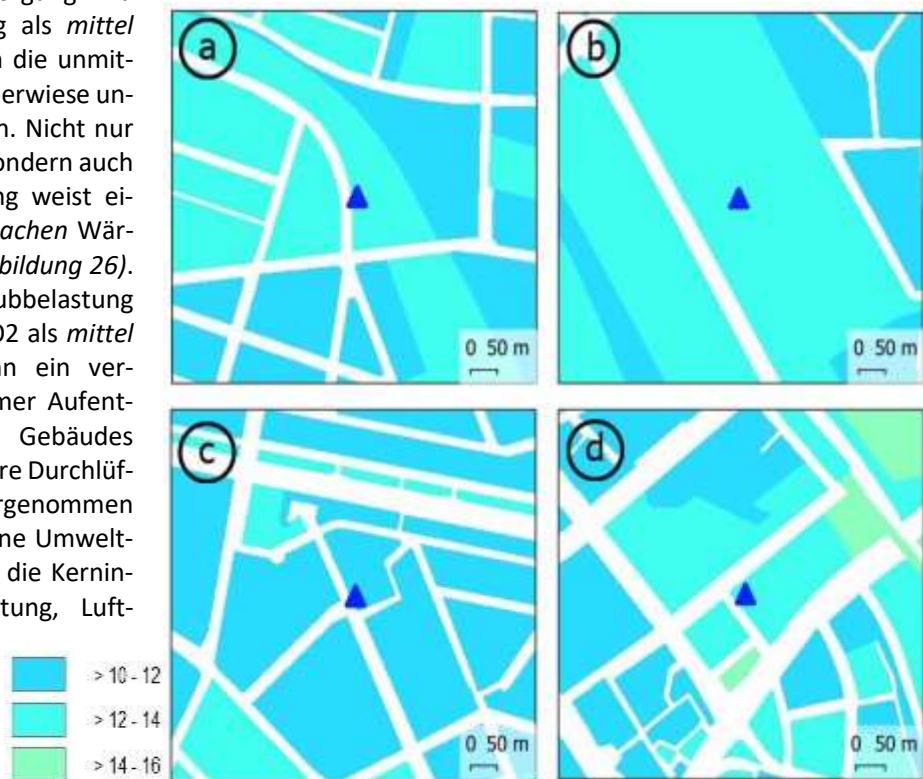 g als mittel
die unmit-
erwiese un-
n. Nicht nur
ondern auch
ng weist ei-
achen Wär-
bildung 26).
ubbelastung
O2 als mittel
an ein ver-
mer Aufent-
Gebäudes
re Durchlüf-
rgenommen
ne Umwelt-
die Kernin-
tung, Luft-
a
0 50 m
b
0 50 m
c
0 50 m
d
0 50 m
> 10 - 12
> 12 - 14
> 14 - 16